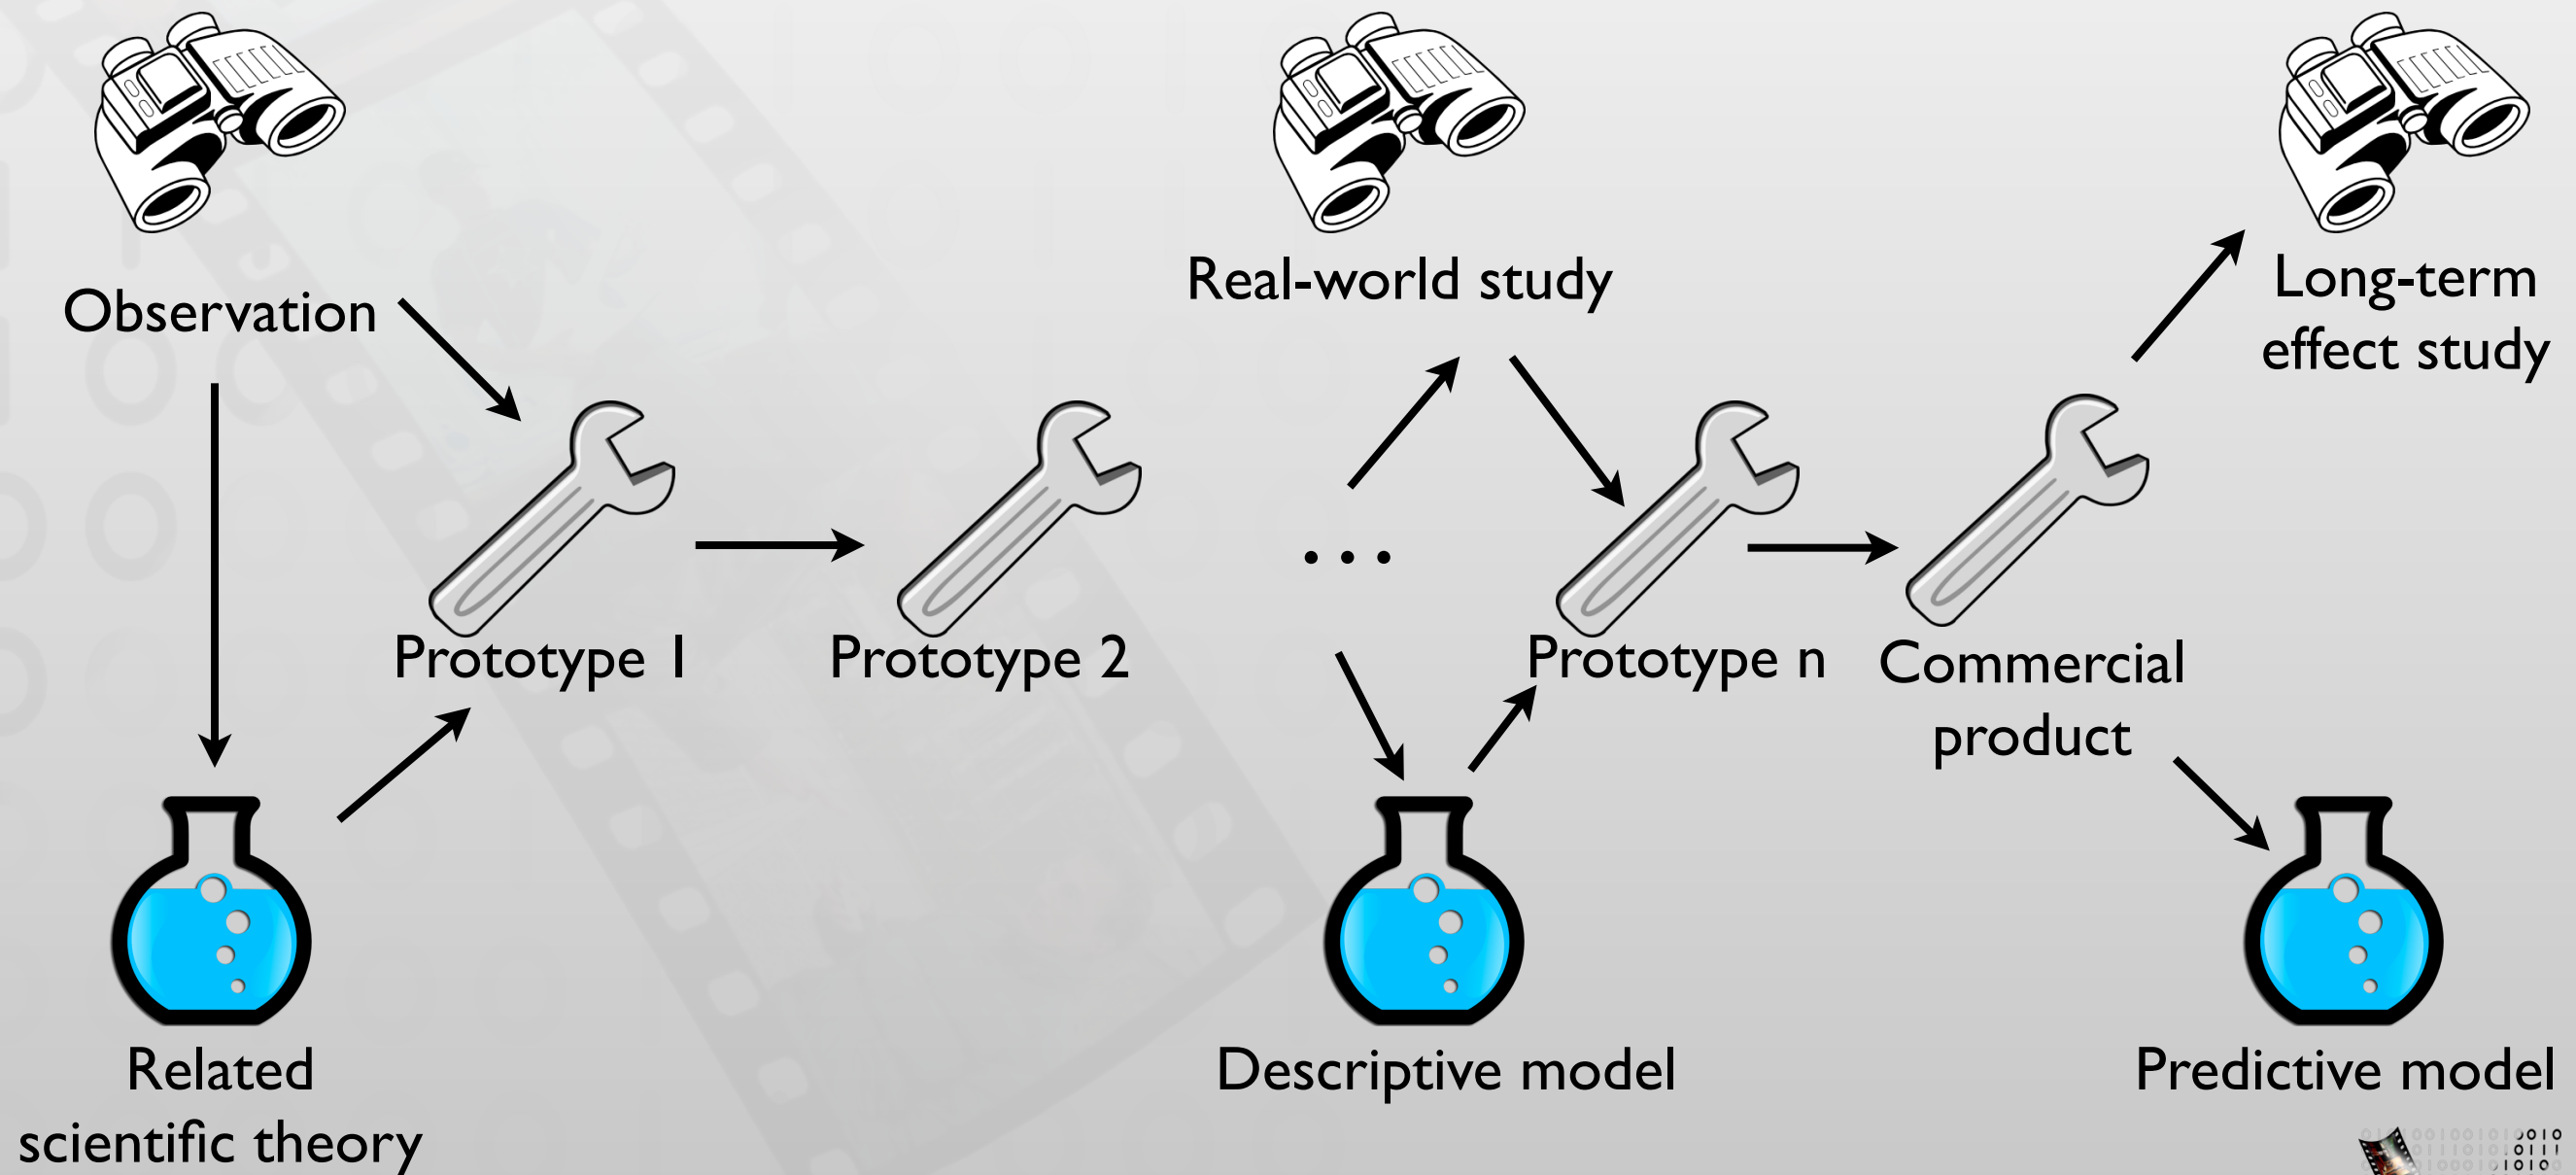 Observation
Real-world study
Long-term
effect study
Prototype 1
Prototype 2
...
Prototype n
Commercial
product
Related
scientific theory
Descriptive model
Predictive model